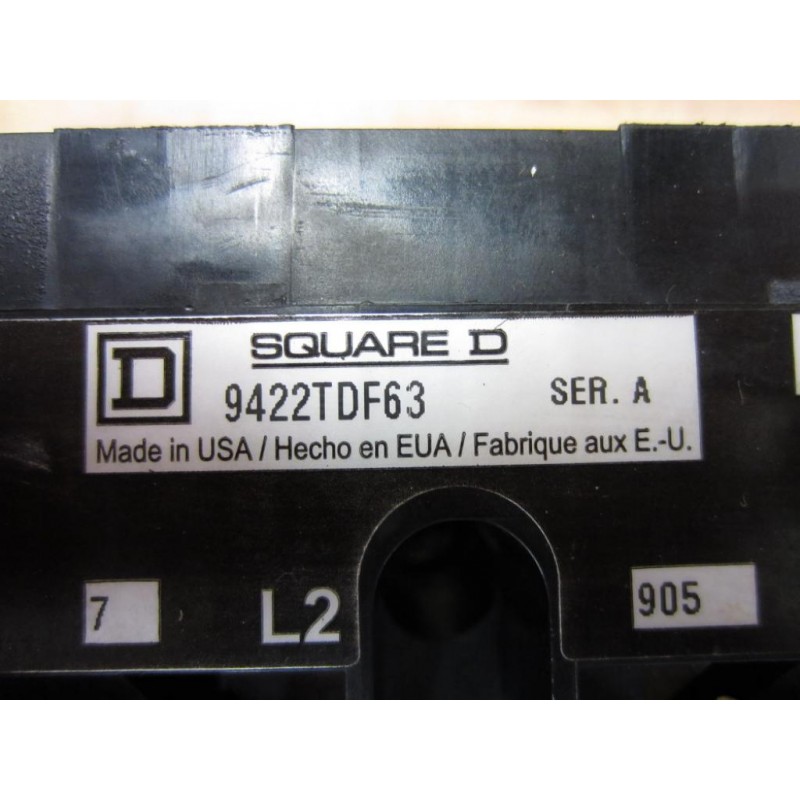 D SQUARE D
9422TDF63 SER. A
Made in USA / Hecho en EUA / Fabrique aux E.-U.
7 L2 905